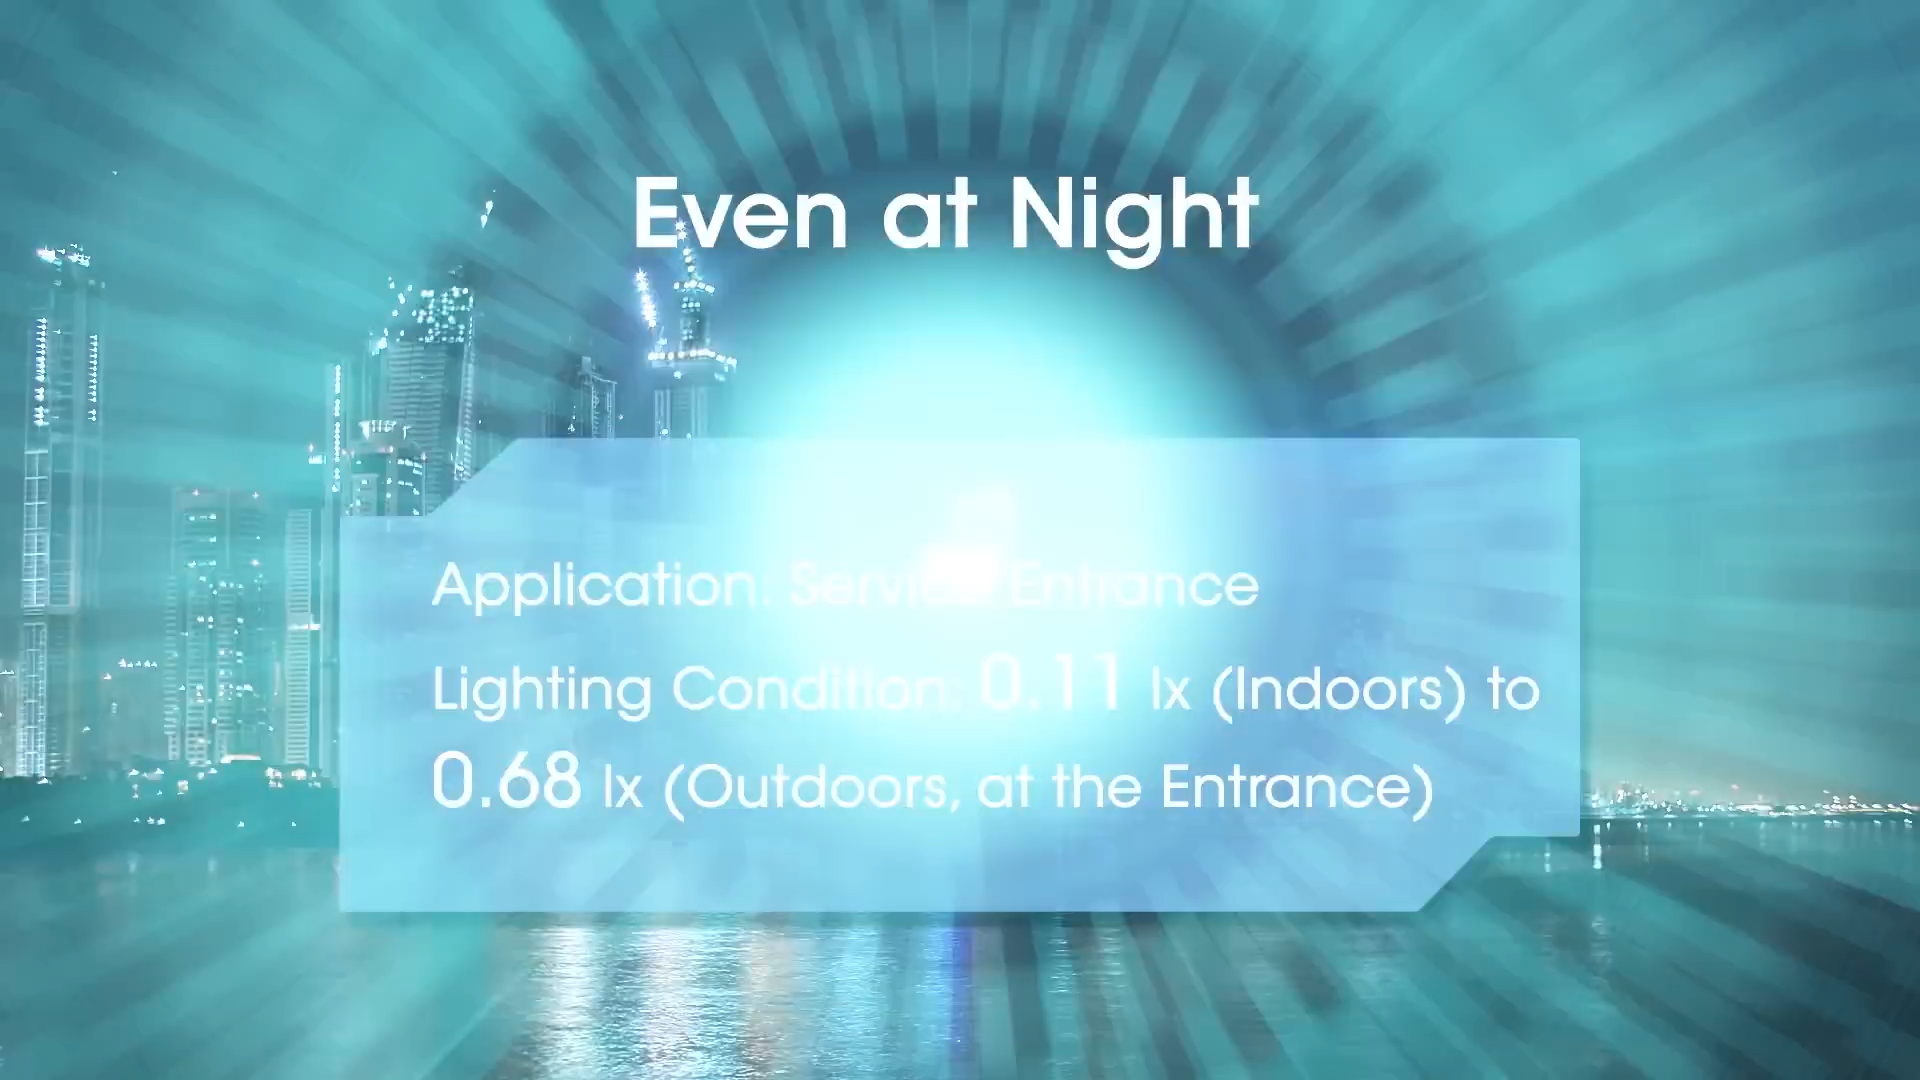 Even at Night
Application: Service Entrance
Lighting Condition: 0.11 lx (Indoors) to
0.68 lx (Outdoors, at the Entrance)